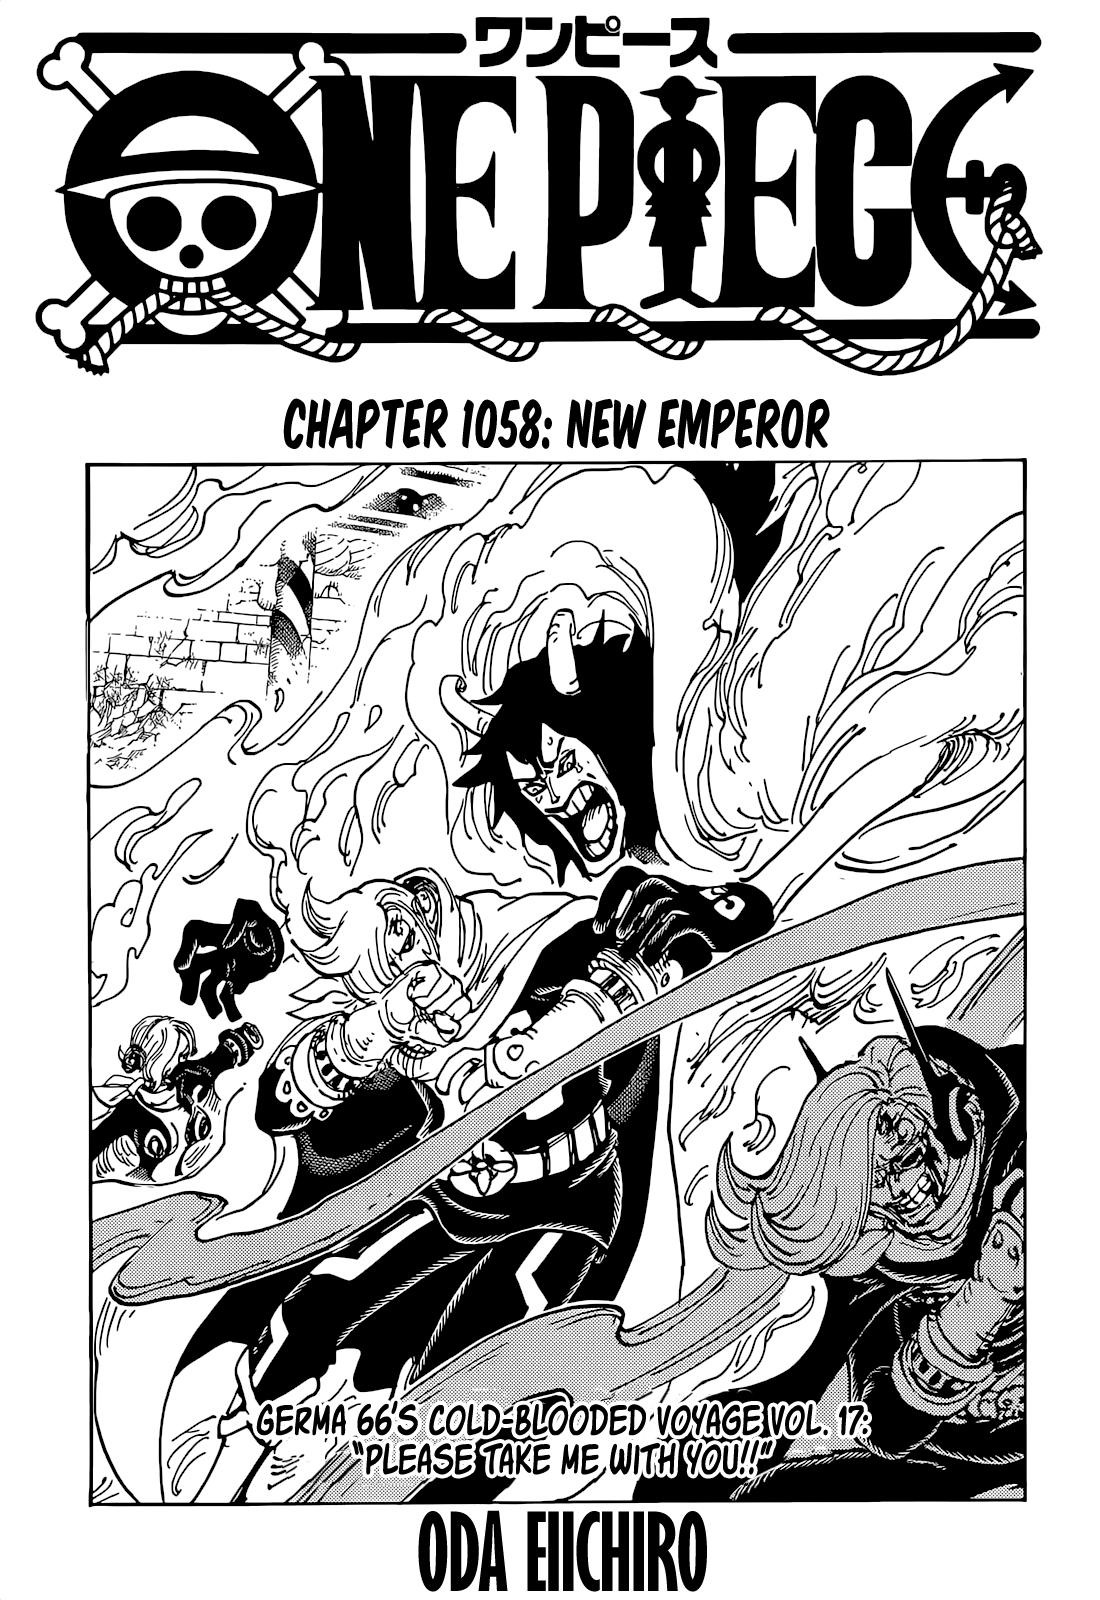 ワンピース
ONE PIECE
CHAPTER 1058: NEW EMPEROR
GERMA 66'S COLD-BLOODED VOYAGE VOL. 17:
"PLEASE TAKE ME WITH YOU!!"
ODA EIICHIRO